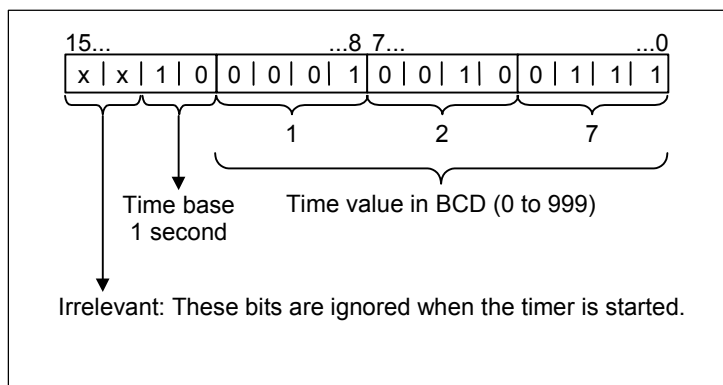 15... ...8 7... ...0
x x 1 0 0 0 0 1 0 0 1 0 0 1 1 1
1 2 7
Time base
1 second
Time value in BCD (0 to 999)
Irrelevant: These bits are ignored when the timer is started.